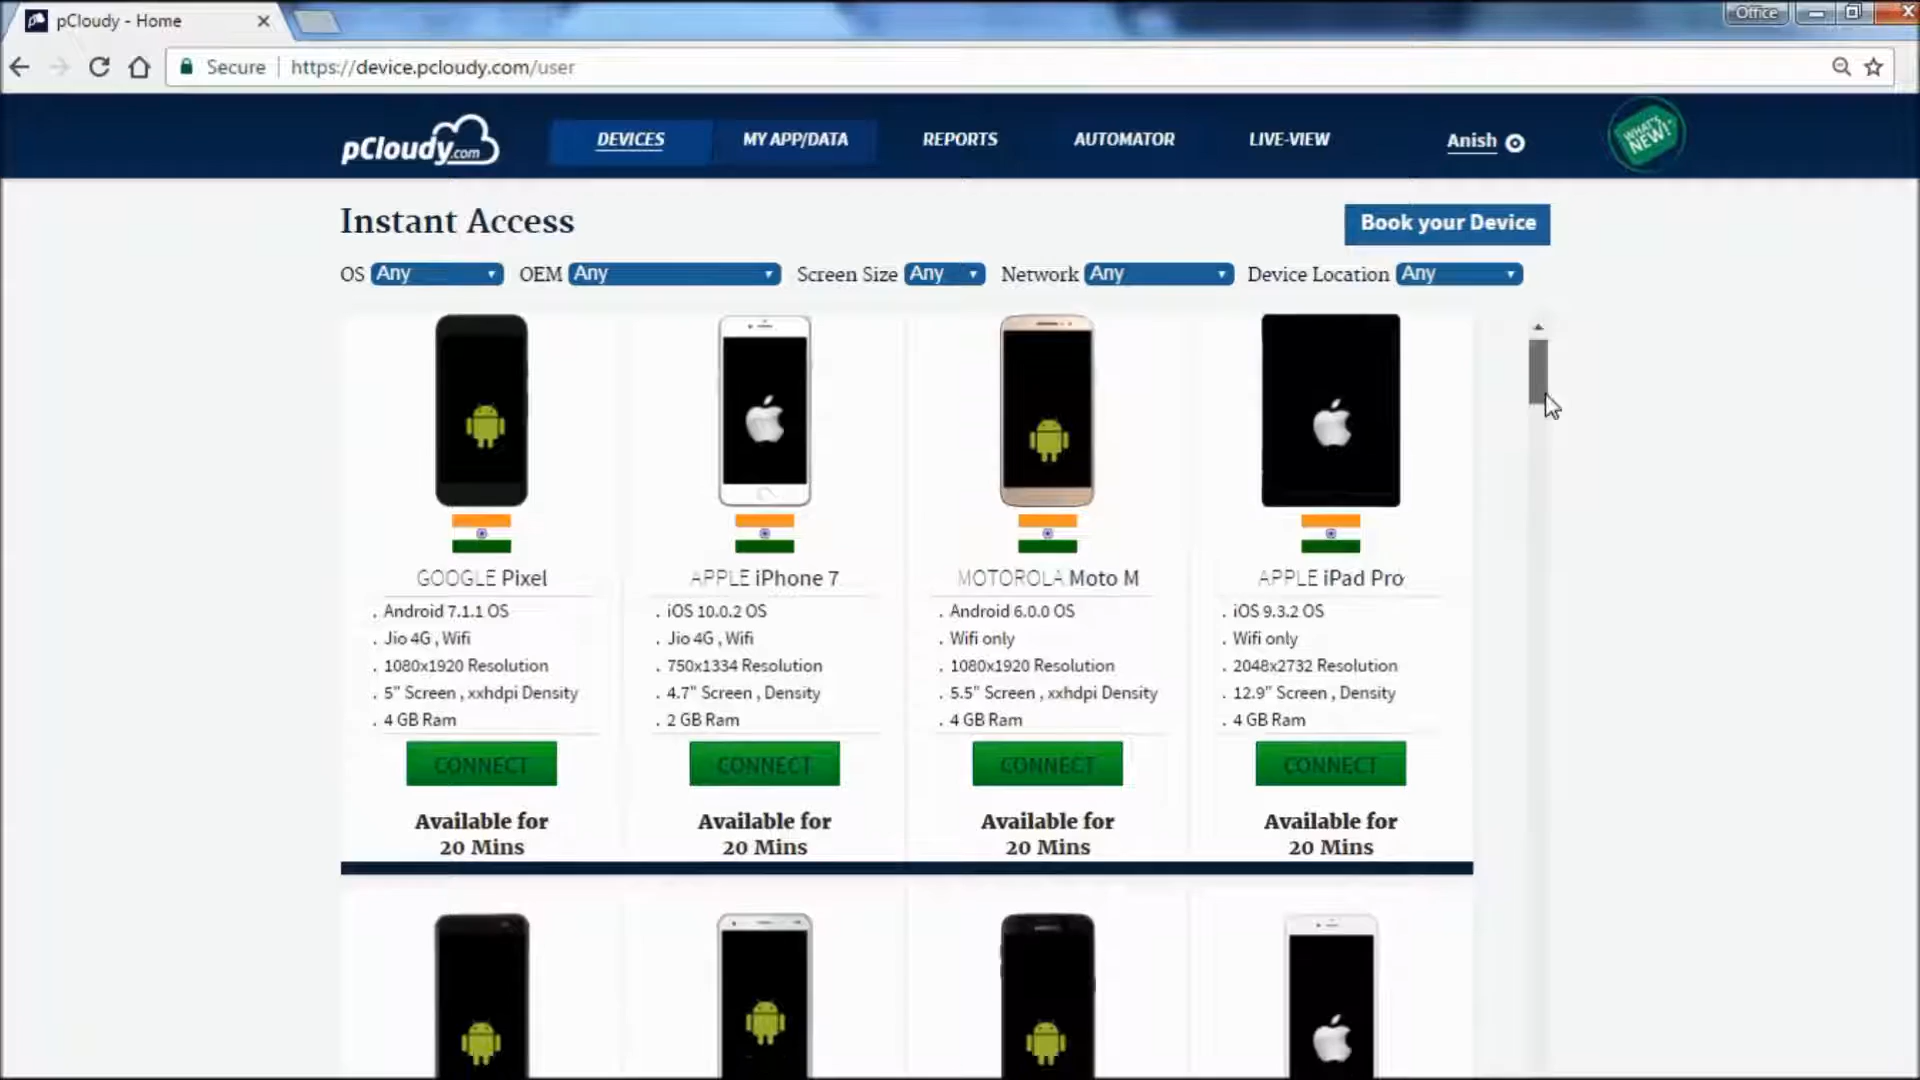 pCloudy - Home
Office
Secure | https://device.pcloudy.com/user
pCloudy.com
DEVICES
MY APP/DATA
REPORTS
AUTOMATOR
LIVE-VIEW
Anish
WHAT'S NEW!
Instant Access
Book your Device
OS Any
OEM Any
Screen Size Any
Network Any
Device Location Any
GOOGLE Pixel
. Android 7.1.1 OS
. Jio 4G , Wifi
. 1080x1920 Resolution
. 5" Screen , xxhdpi Density
. 4 GB Ram
CONNECT
Available for
20 Mins
APPLE iPhone 7
. iOS 10.0.2 OS
. Jio 4G , Wifi
. 750x1334 Resolution
. 4.7" Screen , Density
. 2 GB Ram
CONNECT
Available for
20 Mins
MOTOROLA Moto M
. Android 6.0.0 OS
. Wifi only
. 1080x1920 Resolution
. 5.5" Screen , xxhdpi Density
. 4 GB Ram
CONNECT
Available for
20 Mins
APPLE iPad Pro
. iOS 9.3.2 OS
. Wifi only
. 2048x2732 Resolution
. 12.9" Screen , Density
. 4 GB Ram
CONNECT
Available for
20 Mins